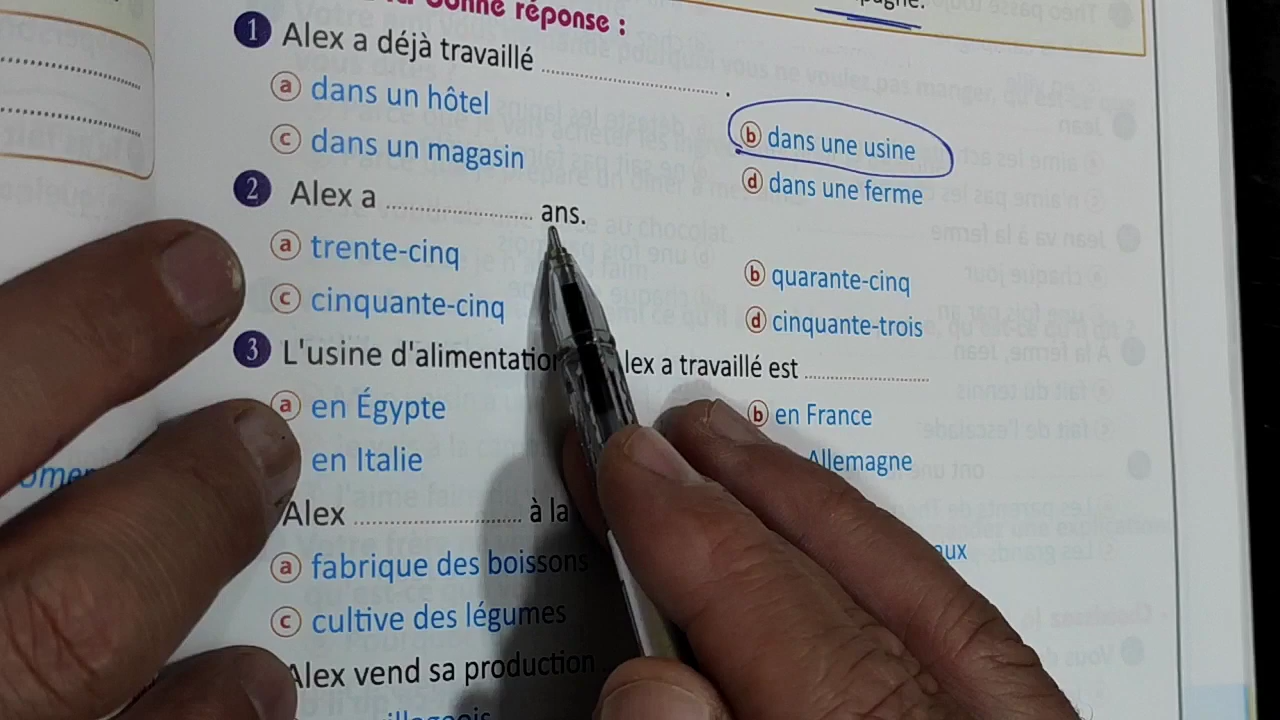 bonne réponse :
1 Alex a déjà travaillé .................... .
a dans un hôtel
b dans une usine
c dans un magasin
d dans une ferme
2 Alex a .................... ans.
a trente-cinq
b quarante-cinq
c cinquante-cinq
d cinquante-trois
3 L'usine d'alimentation lex a travaillé est ....................
a en Égypte
b en France
en Italie
Allemagne
Alex .................... à la
a fabrique des boissons
aux
c cultive des légumes
Alex vend sa production